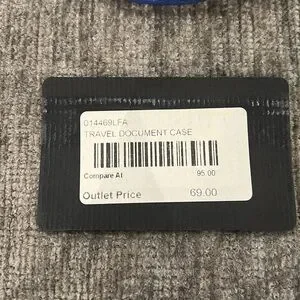 014469LFA
TRAVEL DOCUMENT CASE
Compare At 95.00
Outlet Price 69.00